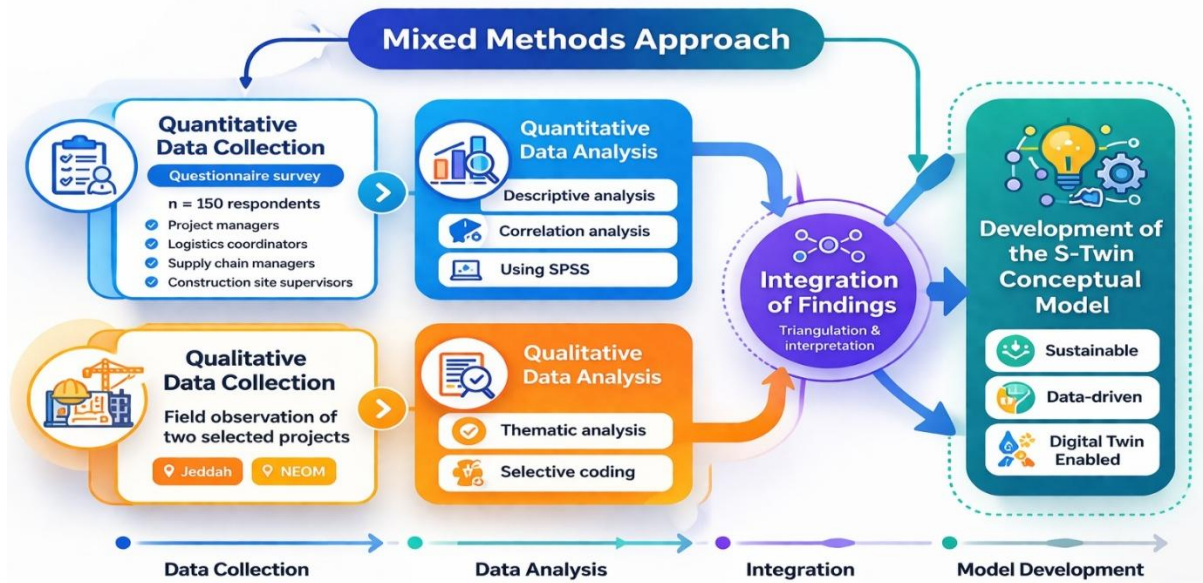 Mixed Methods Approach
Quantitative
Data Collection
Questionnaire survey
n = 150 respondents
Project managers
Logistics coordinators
Supply chain managers
Construction site supervisors
Quantitative
Data Analysis
Descriptive analysis
Correlation analysis
Using SPSS
Qualitative
Data Collection
Field observation of
two selected projects
Jeddah
NEOM
Qualitative
Data Analysis
Thematic analysis
Selective coding
Integration
of Findings
Triangulation &
interpretation
Development of
the S-Twin
Conceptual
Model
Sustainable
Data-driven
Digital Twin
Enabled
Data Collection
Data Analysis
Integration
Model Development